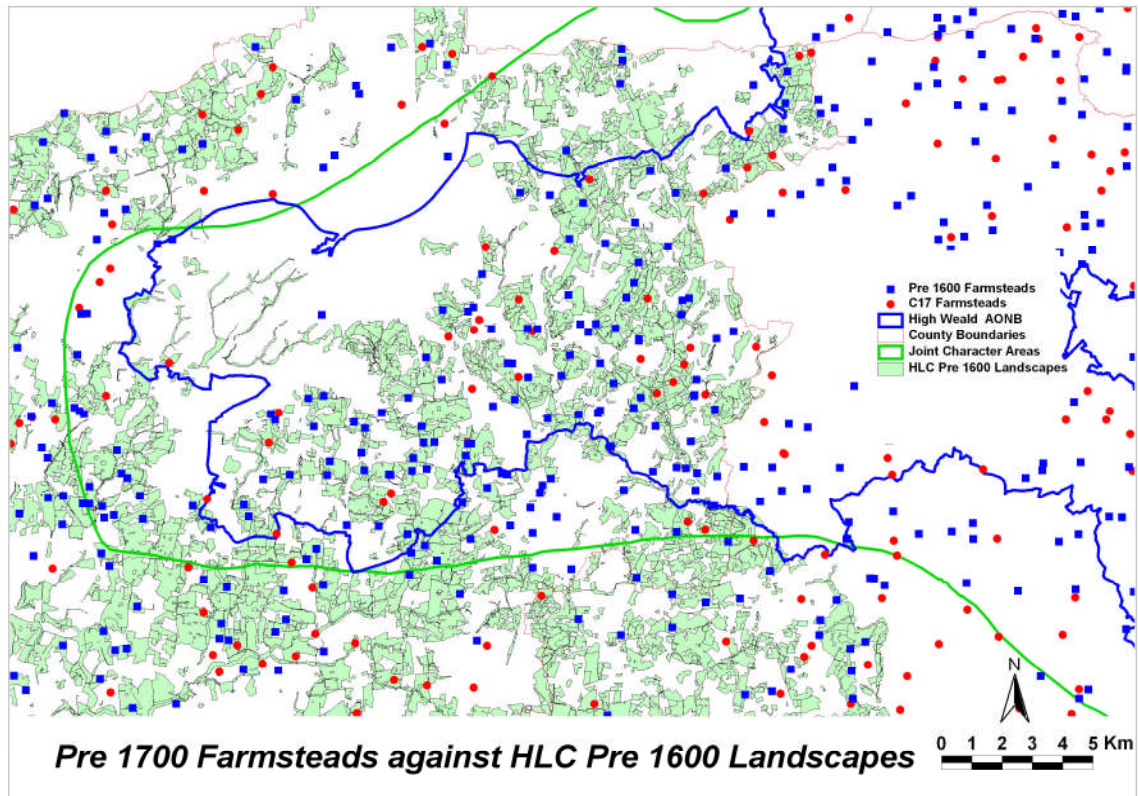 Pre 1600 Farmsteads
C17 Farmsteads
High Weald AONB
County Boundaries
Joint Character Areas
HLC Pre 1600 Landscapes
N
Pre 1700 Farmsteads against HLC Pre 1600 Landscapes
0 1 2 3 4 5 Km